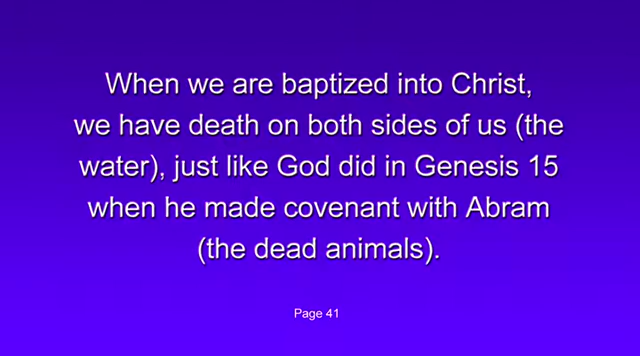 When we are baptized into Christ,
we have death on both sides of us (the
water), just like God did in Genesis 15
when he made covenant with Abram
(the dead animals).
Page 41